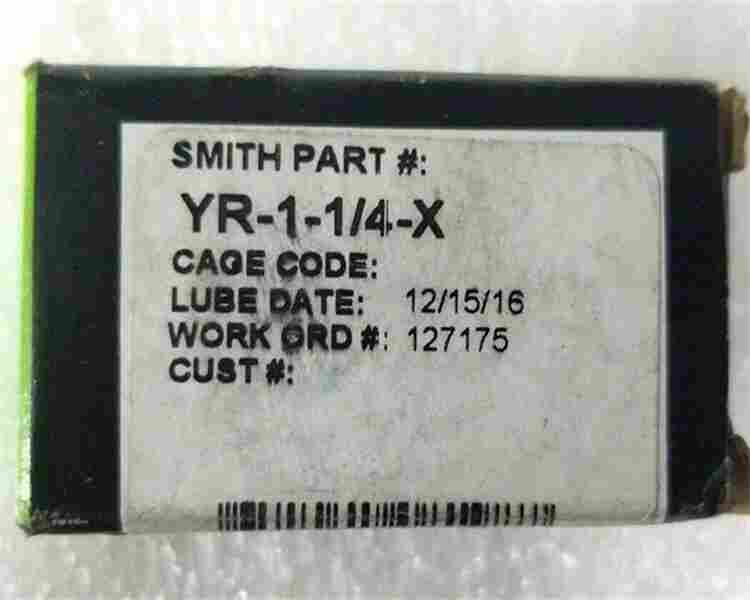 SMITH PART #:
YR-1-1/4-X
CAGE CODE:
LUBE DATE: 12/15/16
WORK ORD #: 127175
CUST #: